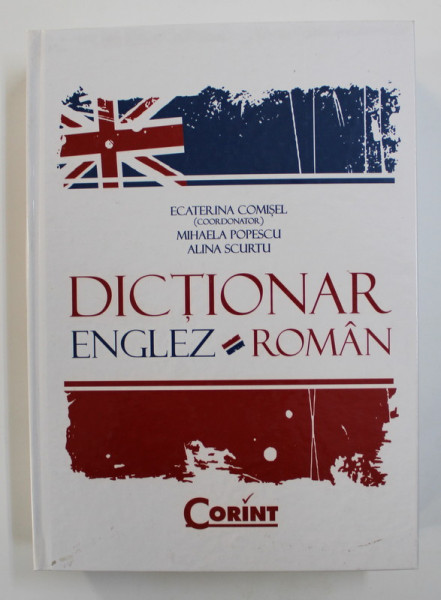 ECATERINA COMIȘEL
(COORDONATOR)
MIHAELA POPESCU
ALINA SCURTU
DICȚIONAR
ENGLEZ - ROMÂN
CORINT